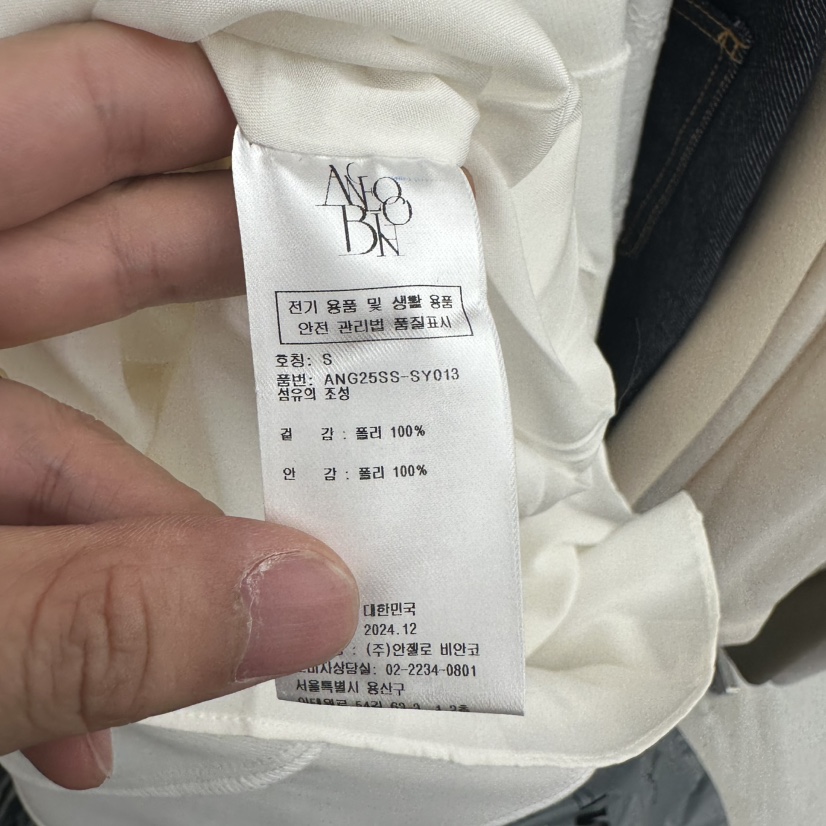 전기 용품 및 생활 용품
안전 관리법 품질표시
호칭: S
품번: ANG25SS-SY013
섬유의 조성
겉 감 : 폴리 100%
안 감 : 폴리 100%
대한민국
2024.12
: (주)안젤로 비안코
상담실: 02-2234-0801
서울특별시 용산구